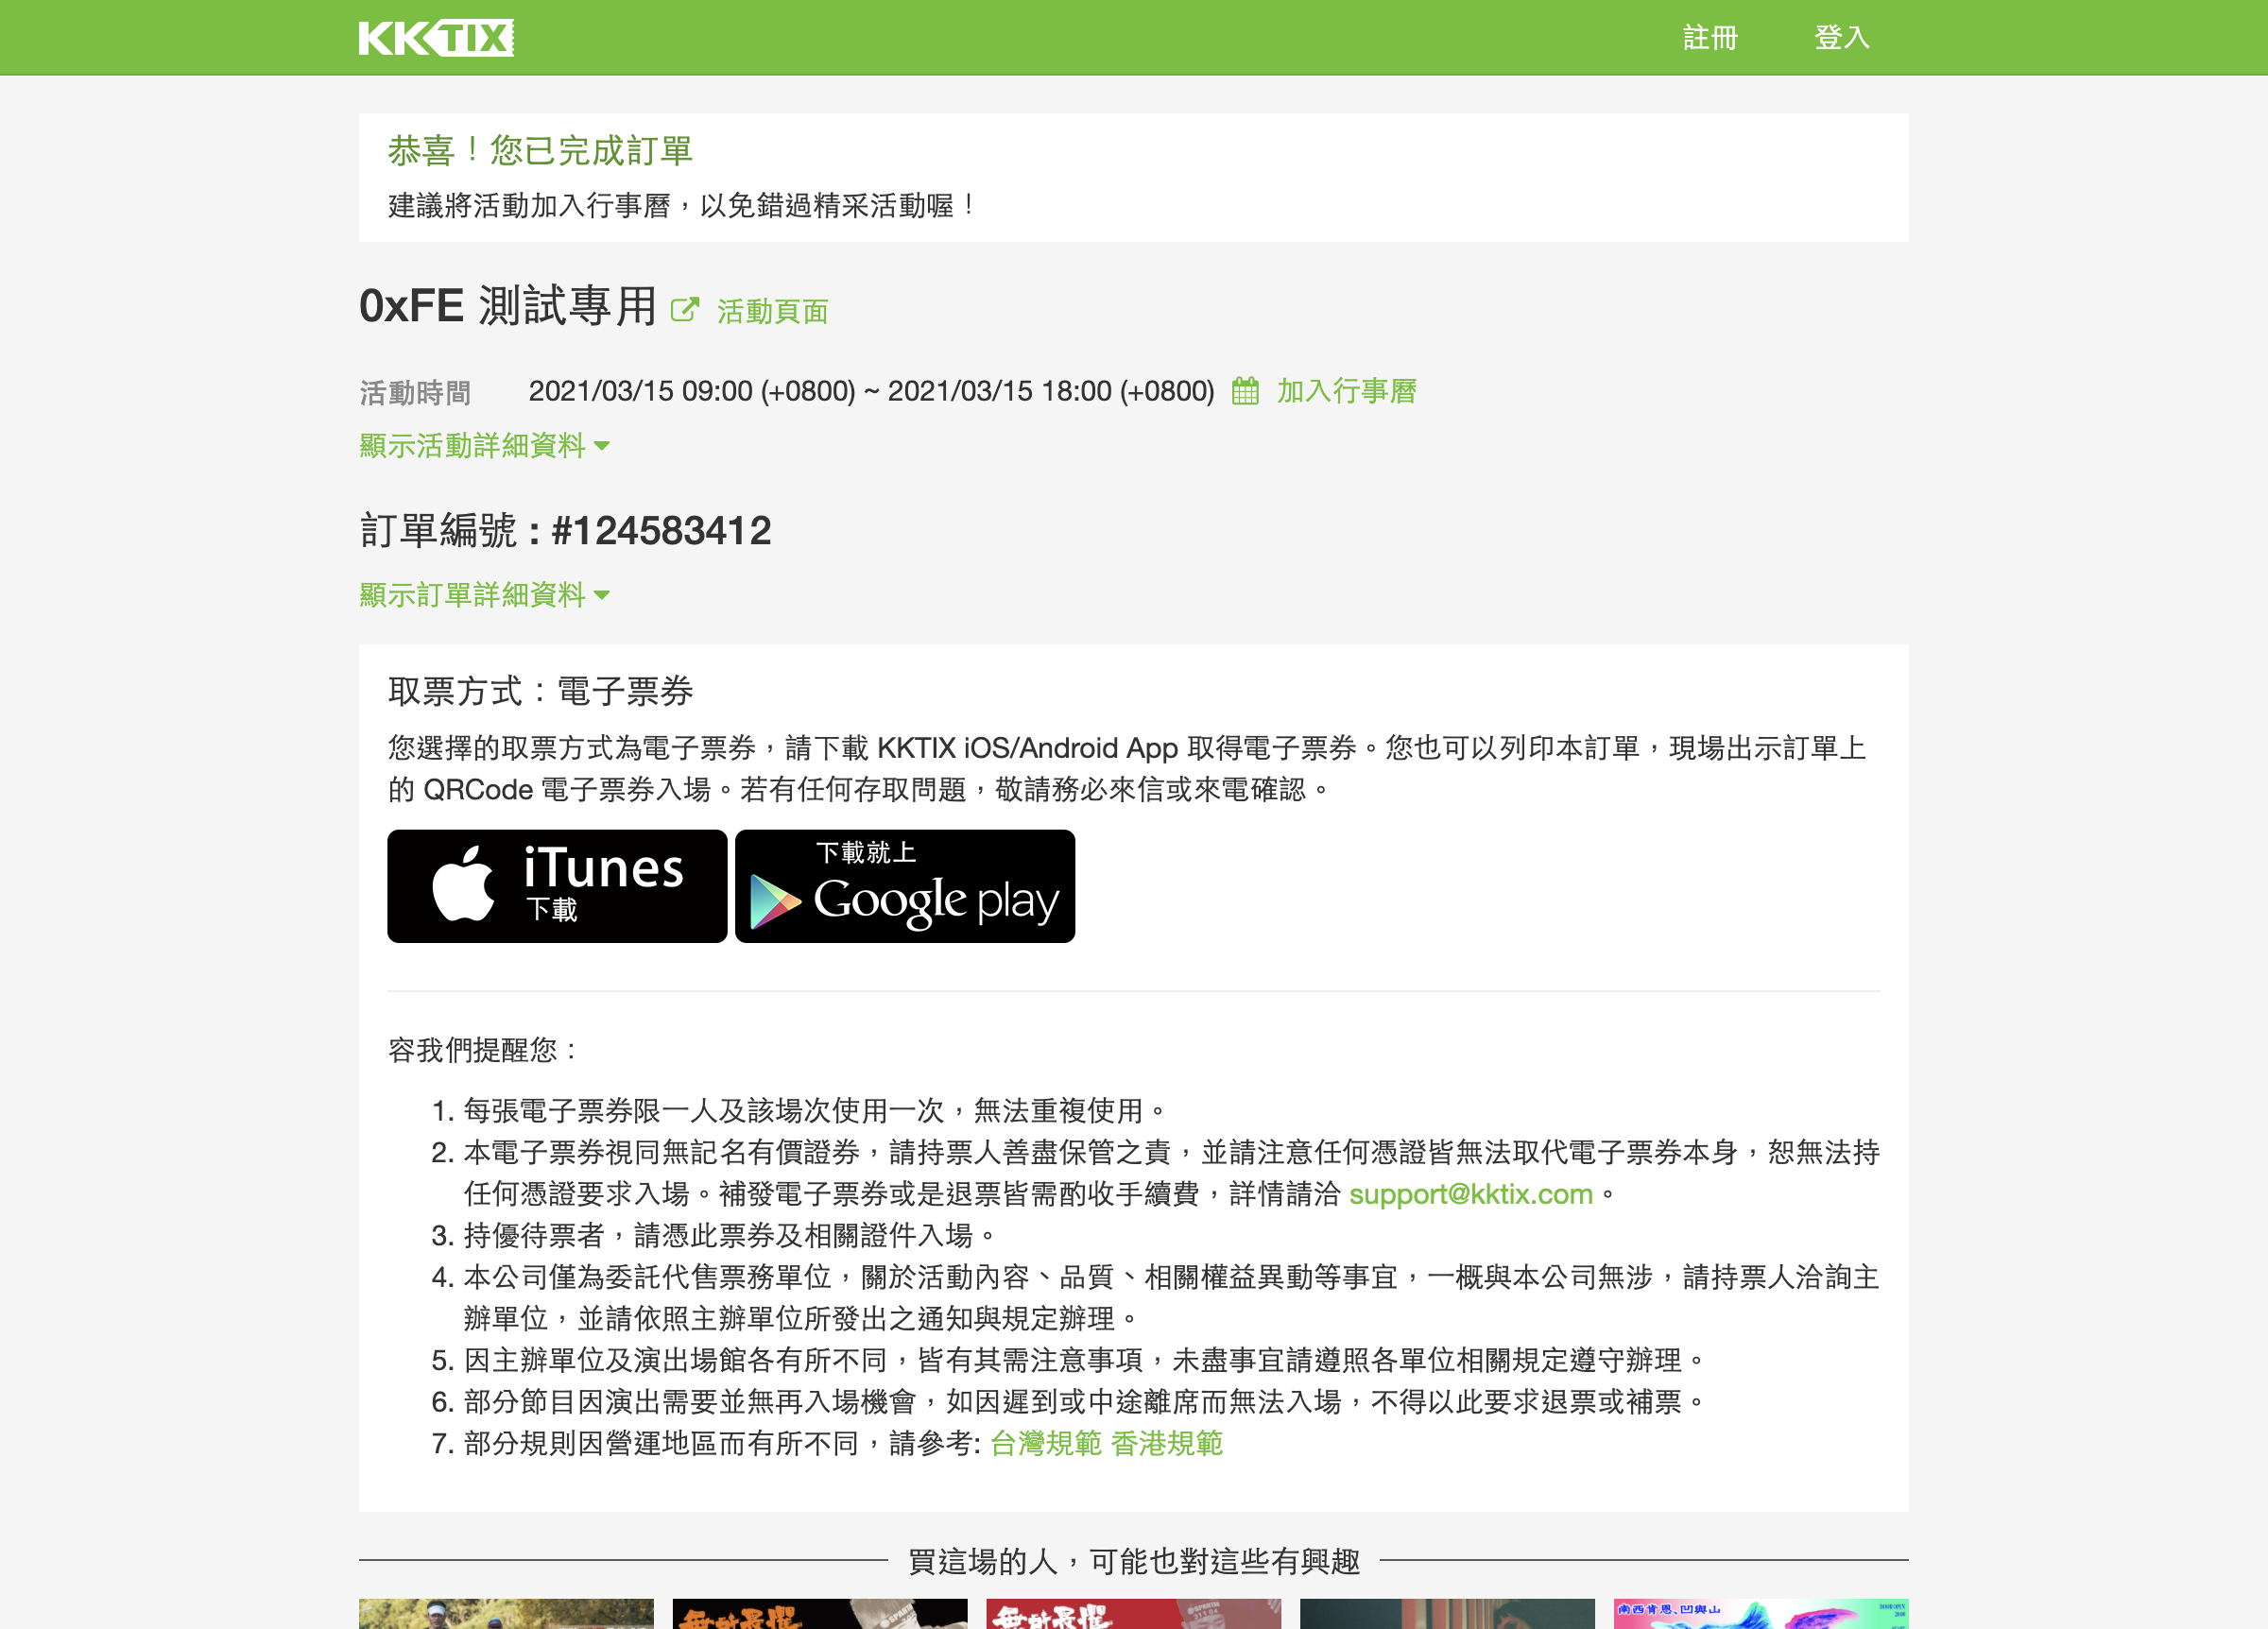 KKTIX
註冊 登入
恭喜！您已完成訂單
建議將活動加入行事曆，以免錯過精采活動喔！
0xFE 測試專用 活動頁面
活動時間 2021/03/15 09:00 (+0800) ~ 2021/03/15 18:00 (+0800) 加入行事曆
顯示活動詳細資料
訂單編號 : #124583412
顯示訂單詳細資料
取票方式：電子票券
您選擇的取票方式為電子票券，請下載 KKTIX iOS/Android App 取得電子票券。您也可以列印本訂單，現場出示訂單上
的 QRCode 電子票券入場。若有任何存取問題，敬請務必來信或來電確認。
iTunes
下載
下載就上
Google play
容我們提醒您：
1. 每張電子票券限一人及該場次使用一次，無法重複使用。
2. 本電子票券視同無記名有價證券，請持票人善盡保管之責，並請注意任何憑證皆無法取代電子票券本身，恕無法持
任何憑證要求入場。補發電子票券或是退票皆需酌收手續費，詳情請洽 support@kktix.com。
3. 持優待票者，請憑此票券及相關證件入場。
4. 本公司僅為委託代售票務單位，關於活動內容、品質、相關權益異動等事宜，一概與本公司無涉，請持票人洽詢主
辦單位，並請依照主辦單位所發出之通知與規定辦理。
5. 因主辦單位及演出場館各有所不同，皆有其需注意事項，未盡事宜請遵照各單位相關規定遵守辦理。
6. 部分節目因演出需要並無再入場機會，如因遲到或中途離席而無法入場，不得以此要求退票或補票。
7. 部分規則因營運地區而有所不同，請參考: 台灣規範 香港規範
買這場的人，可能也對這些有興趣
南西肯恩、凹與山